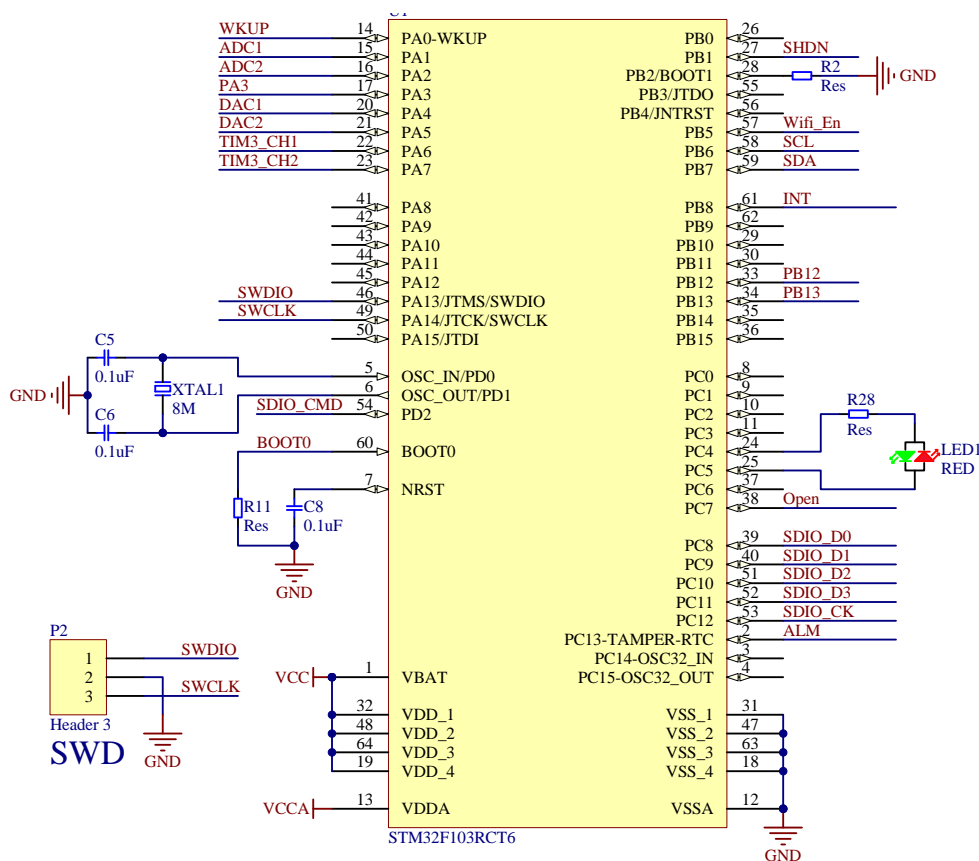 U1
WKUP 14 PA0-WKUP PB0 26
ADC1 15 PA1 PB1 27 SHDN
ADC2 16 PA2 PB2/BOOT1 28 R2 GND
Res
PA3 17 PA3 PB3/JTDO 55
DAC1 20 PA4 PB4/JNTRST 56
DAC2 21 PA5 PB5 57 Wifi_En
TIM3_CH1 22 PA6 PB6 58 SCL
TIM3_CH2 23 PA7 PB7 59 SDA
41 PA8 PB8 61 INT
42 PA9 PB9 62
43 PA10 PB10 29
44 PA11 PB11 30
45 PA12 PB12 33 PB12
SWDIO 46 PA13/JTMS/SWDIO PB13 34 PB13
SWCLK 49 PA14/JTCK/SWCLK PB14 35
50 PA15/JTDI PB15 36
C5
0.1uF
5 OSC_IN/PD0 PC0 8
GND XTAL1
8M
6 OSC_OUT/PD1 PC1 9
C6
0.1uF
SDIO_CMD 54 PD2 PC2 10
PC3 11
BOOT0 60 BOOT0 PC4 24
R28
Res
LED1
RED
PC5 25
7 NRST PC6 37
PC7 38 Open
R11
Res
C8
0.1uF
GND
PC8 39 SDIO_D0
PC9 40 SDIO_D1
PC10 51 SDIO_D2
PC11 52 SDIO_D3
PC12 53 SDIO_CK
PC13-TAMPER-RTC 2 ALM
PC14-OSC32_IN 3
PC15-OSC32_OUT 4
P2
1 SWDIO
2
3 SWCLK
Header 3
GND
SWD
VCC 1 VBAT
32 VDD_1 VSS_1 31
48 VDD_2 VSS_2 47
64 VDD_3 VSS_3 63
19 VDD_4 VSS_4 18
VCCA 13 VDDA VSSA 12
GND
STM32F103RCT6